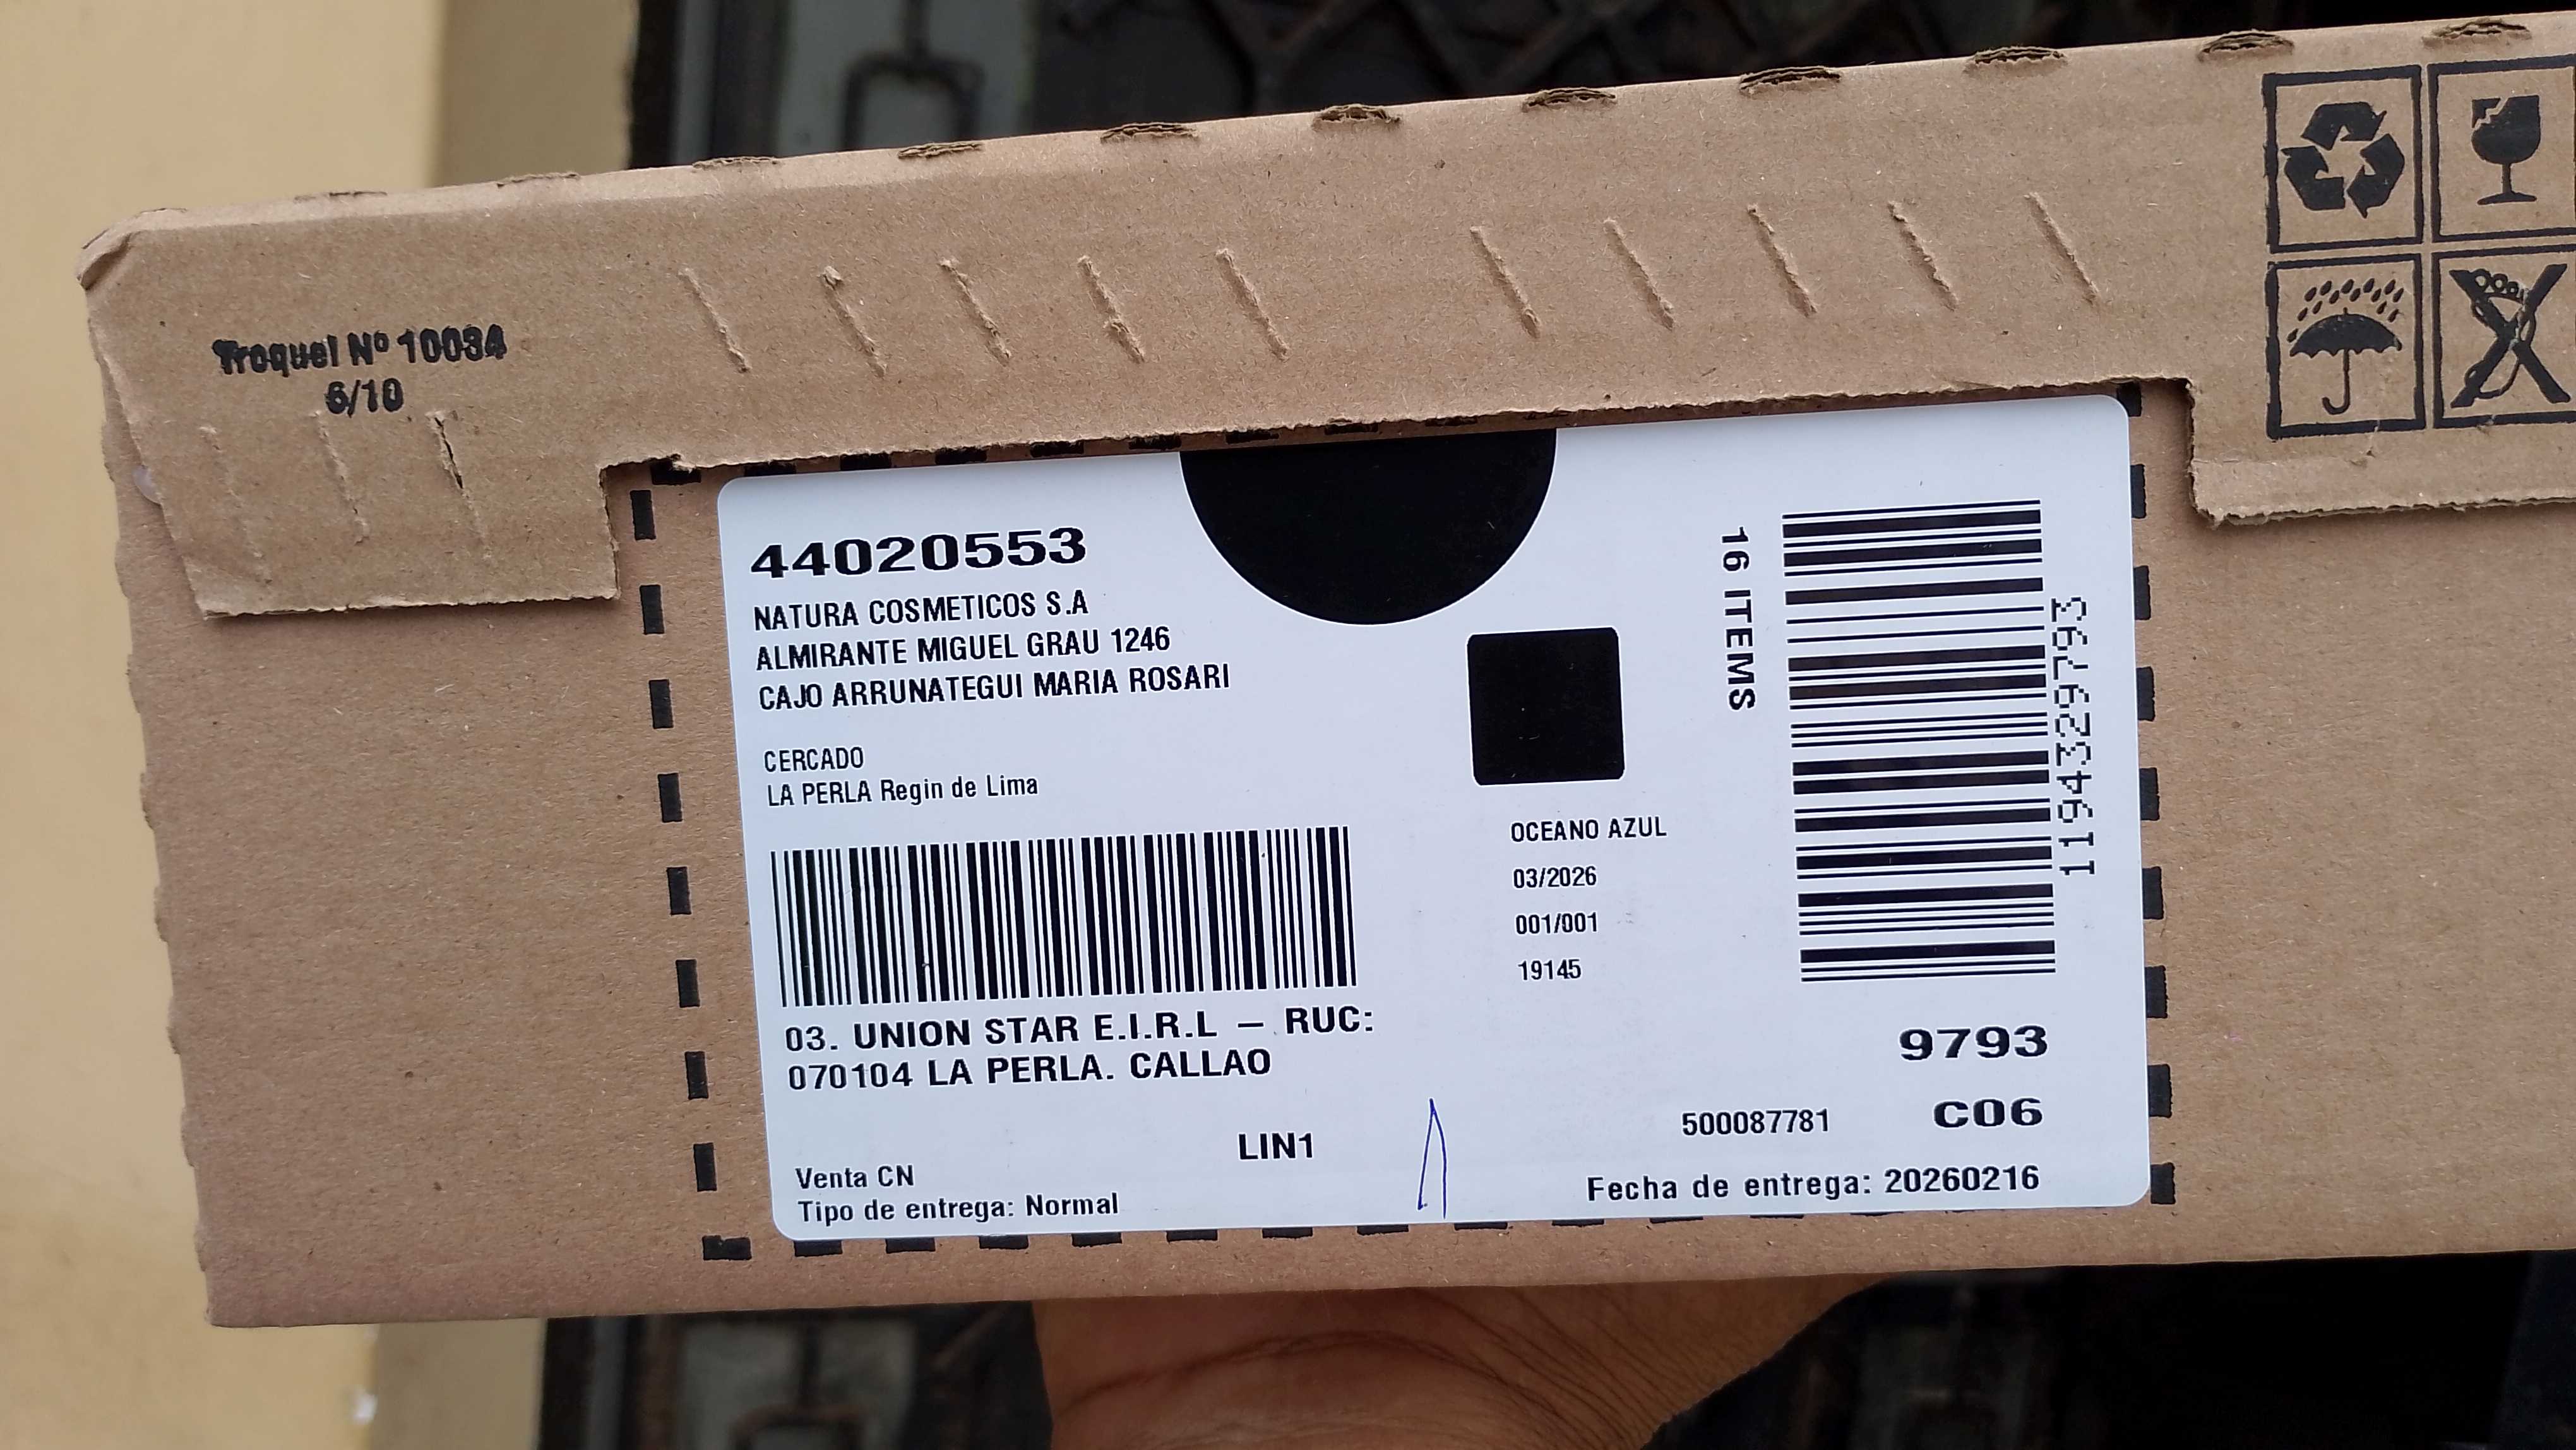 Troquel Nº 10034
6/10
44020553
NATURA COSMETICOS S.A
ALMIRANTE MIGUEL GRAU 1246
CAJO ARRUNATEGUI MARIA ROSARI
CERCADO
LA PERLA Regin de Lima
03. UNION STAR E.I.R.L – RUC:
070104 LA PERLA. CALLAO
LIN1
Venta CN
Tipo de entrega: Normal
OCEANO AZUL
03/2026
001/001
19145
16 ITEMS
1194329793
9793
500087781 C06
Fecha de entrega: 20260216